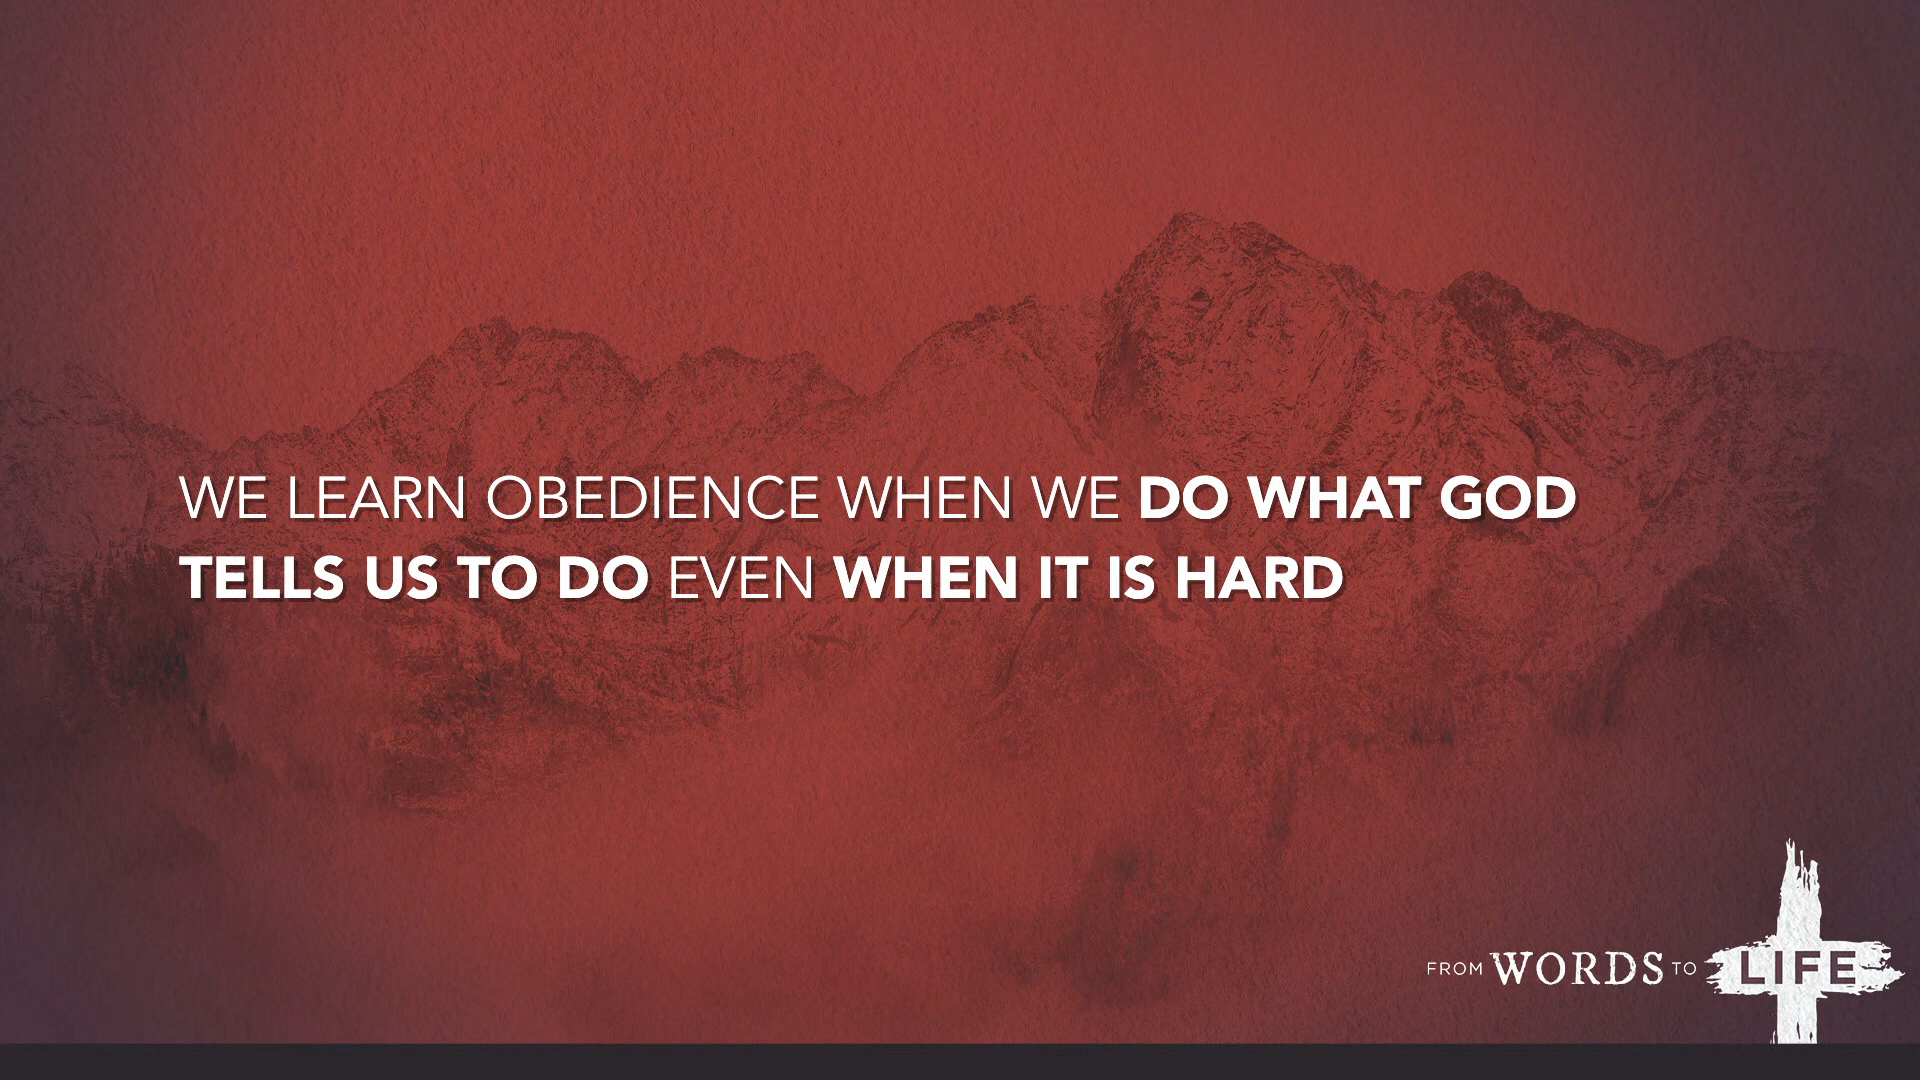 WE LEARN OBEDIENCE WHEN WE DO WHAT GOD
TELLS US TO DO EVEN WHEN IT IS HARD
FROM WORDS TO LIFE